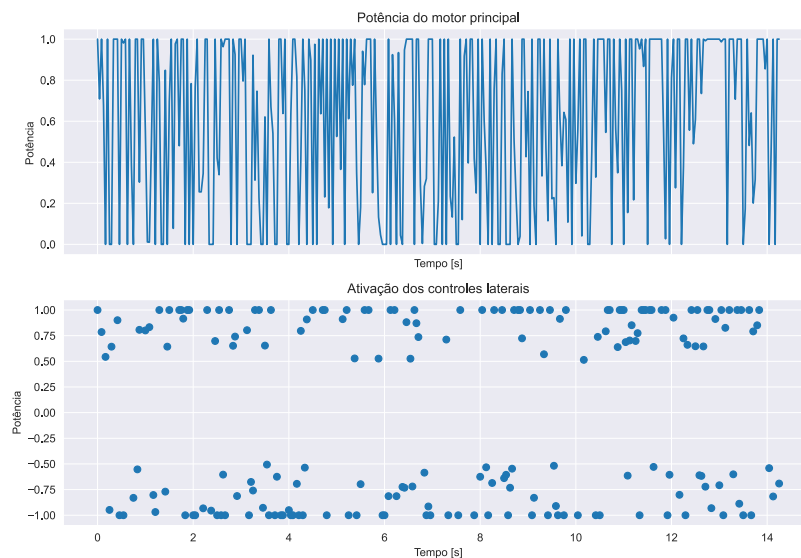 Potência do motor principal
1.0
0.8
0.6
0.4
0.2
0.0
Potência
Tempo [s]
Ativação dos controles laterais
1.00
0.75
0.50
0.25
0.00
−0.25
−0.50
−0.75
−1.00
Potência
0 2 4 6 8 10 12 14
Tempo [s]